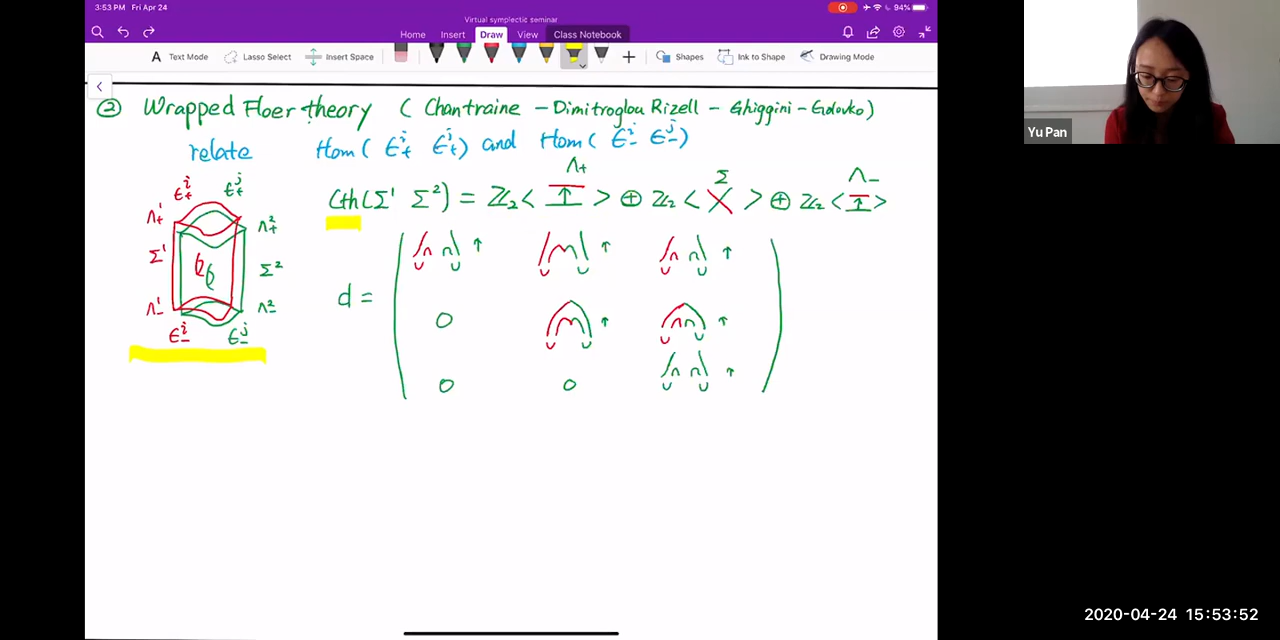 3:53 PM Fri Apr 24
94%
Virtual symplectic seminar
Home Insert Draw View Class Notebook
A Text Mode Lasso Select Insert Space Shapes Ink to Shape Drawing Mode
② Wrapped Floer theory ( Chantraine - Dimitroglou Rizell - Ghiggini - Golovko )
relate Hom( ε₊ⁱ ε₊ʲ ) and Hom( ε₋ⁱ ε₋ʲ )
ε₊ⁱ ε₊ʲ
Λ₊¹ Λ₊²
Σ¹ Σ²
Λ₋¹ Λ₋²
ε₋ⁱ ε₋ʲ
Λ₊ Σ Λ₋
Cth( Σ¹ Σ² ) = ℤ₂ < ↑ > ⊕ ℤ₂ < X > ⊕ ℤ₂ < ↑ >
d =
0
0 0
Yu Pan
2020-04-24 15:53:52